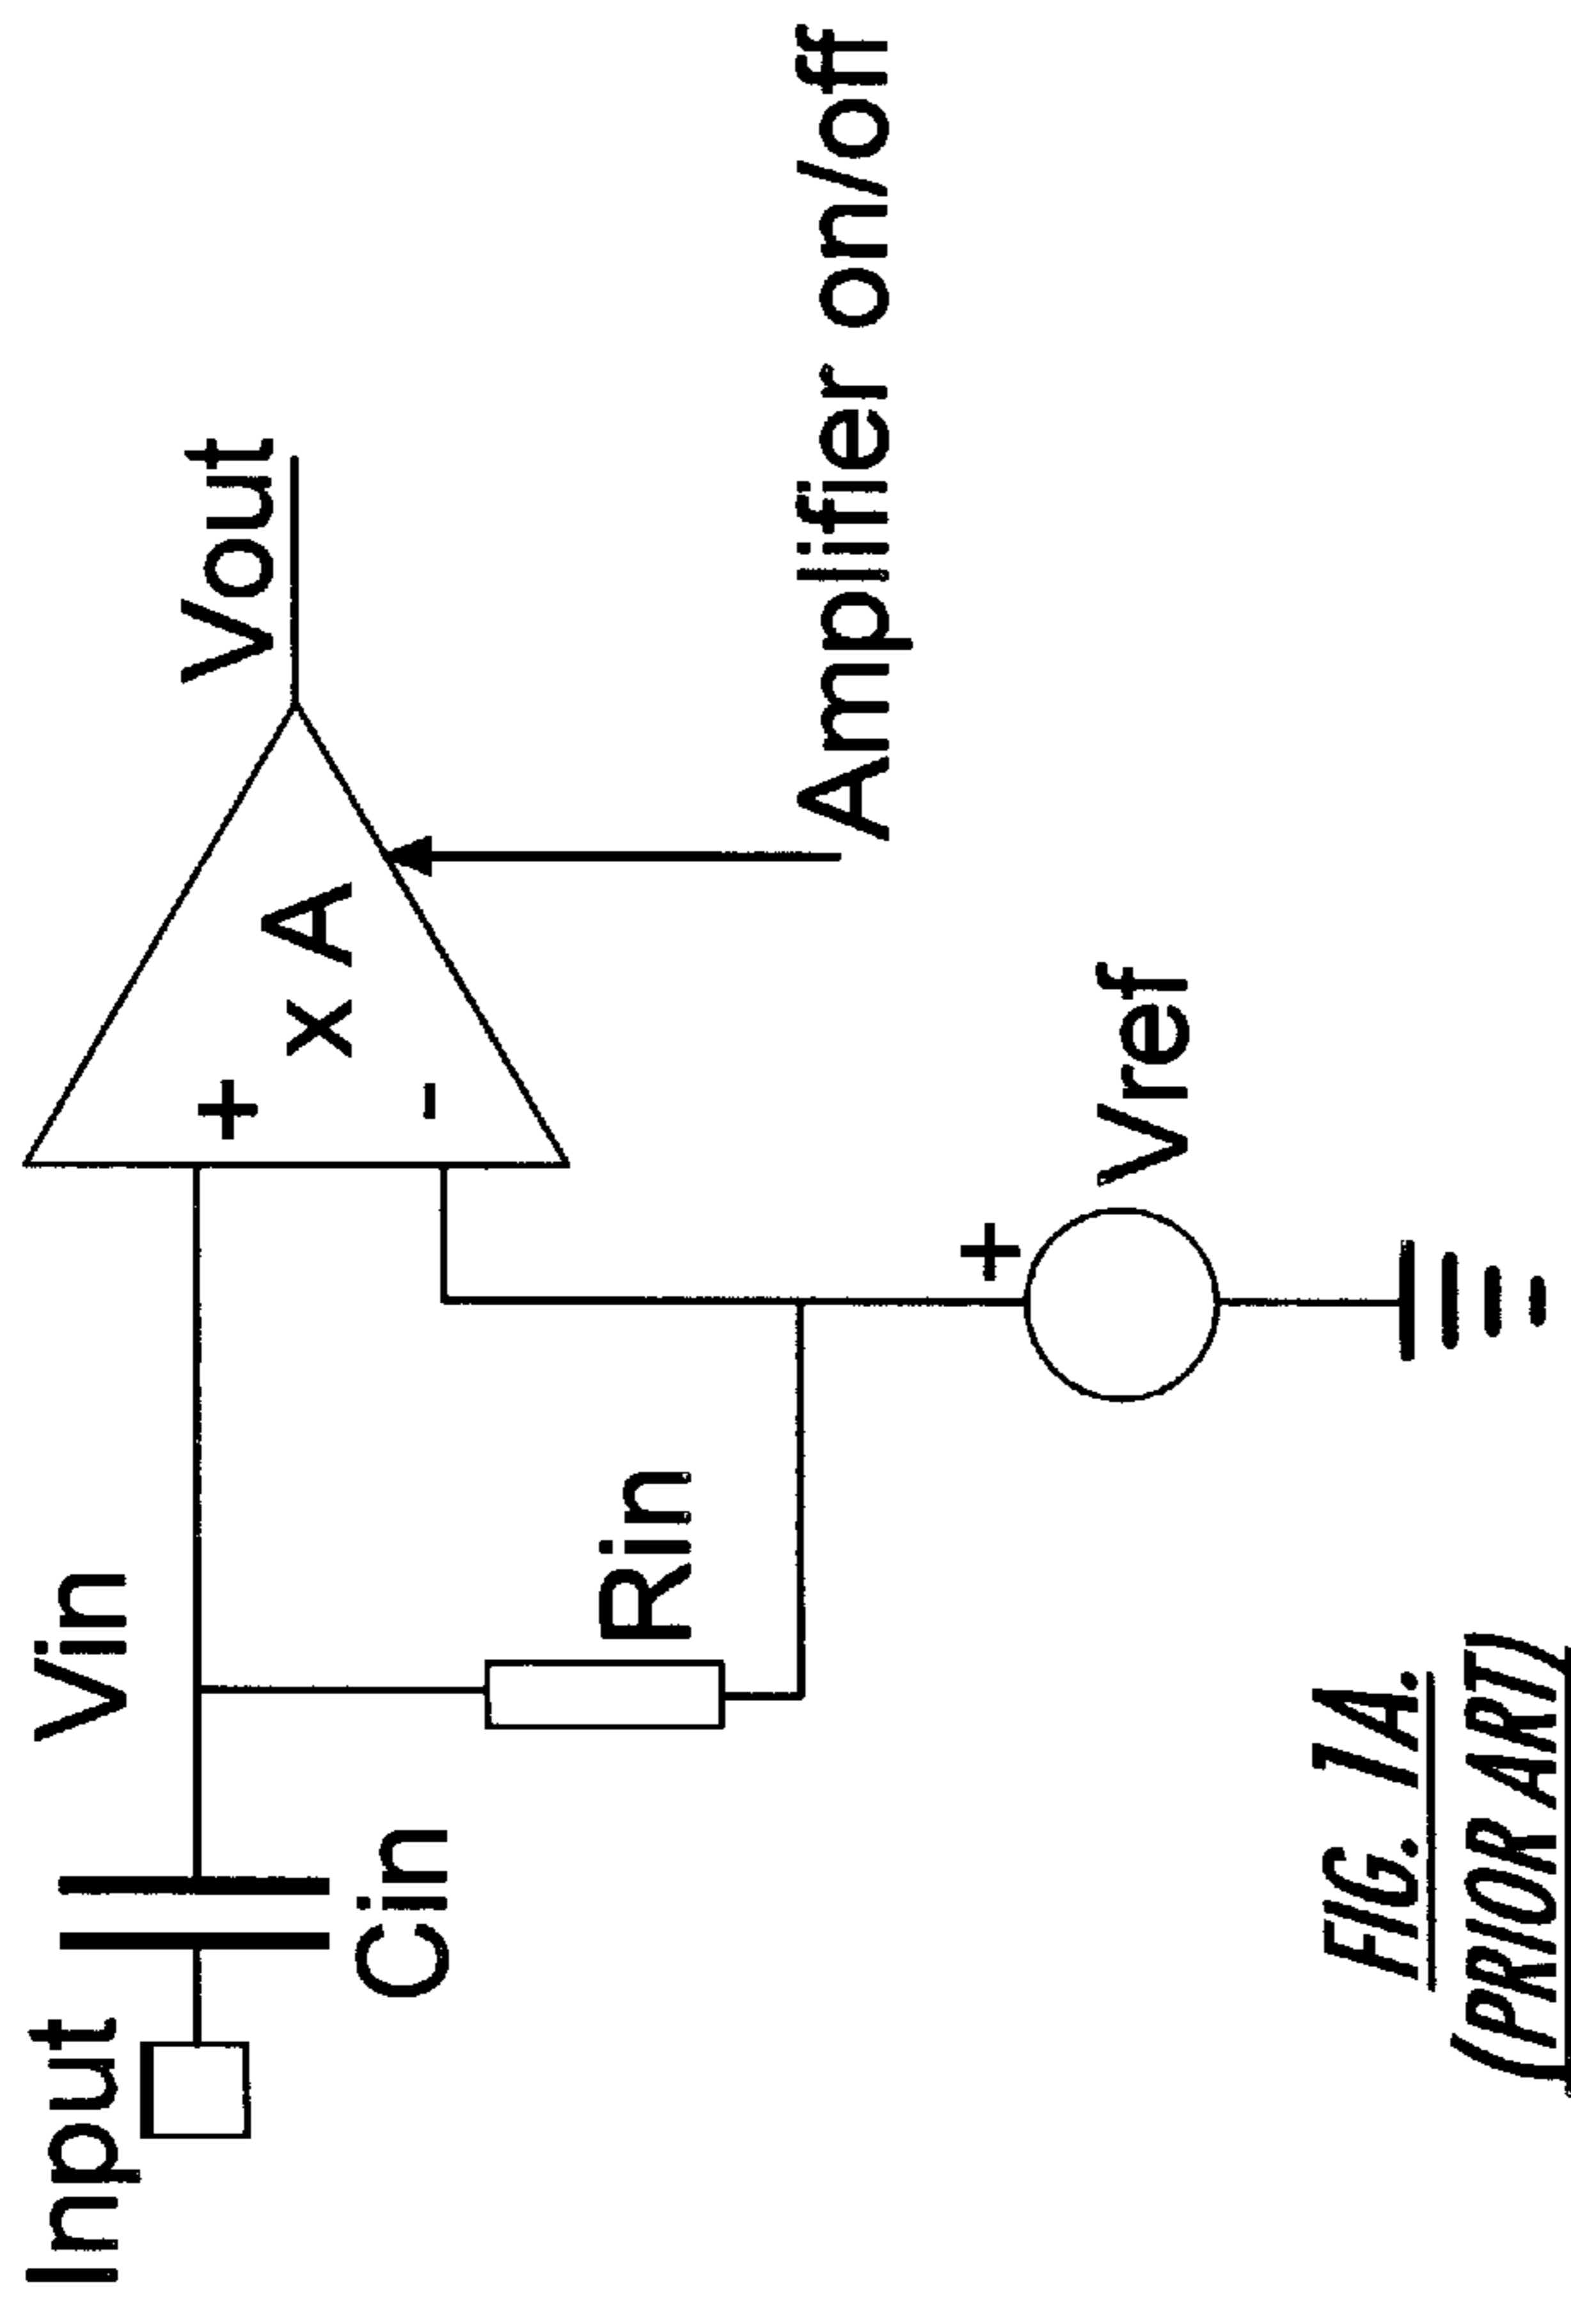 Input
Vin
Vout
+
x A
-
Cin
Rin
Amplifier on/off
+
Vref
FIG. 1A.
(PRIOR ART)